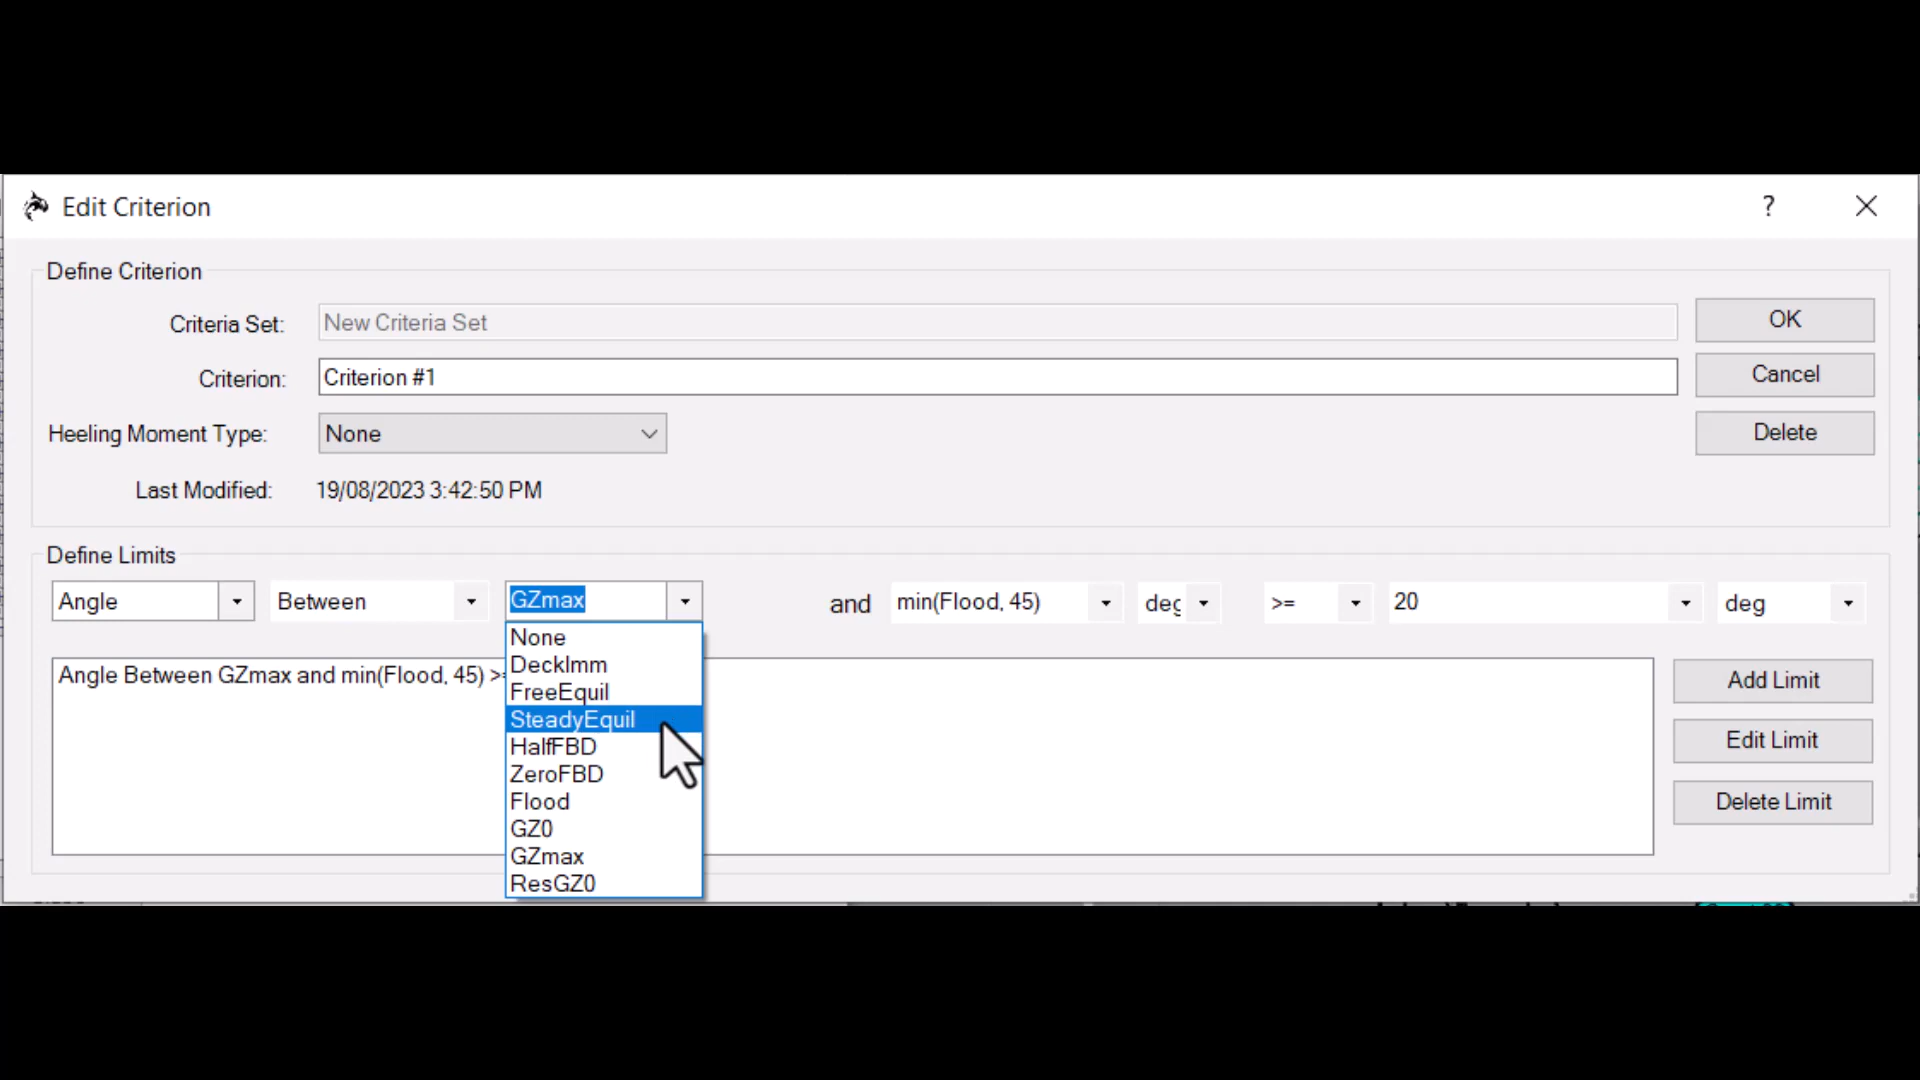 Edit Criterion ?
Define Criterion
Criteria Set: New Criteria Set OK
Criterion: Criterion #1 Cancel
Heeling Moment Type: None Delete
Last Modified: 19/08/2023 3:42:50 PM
Define Limits
Angle Between GZmax and min(Flood, 45) deg >= 20 deg
None
DeckImm
FreeEquil
SteadyEquil
HalfFBD
ZeroFBD
Flood
GZ0
GZmax
ResGZ0
Angle Between GZmax and min(Flood, 45) >=
Add Limit
Edit Limit
Delete Limit